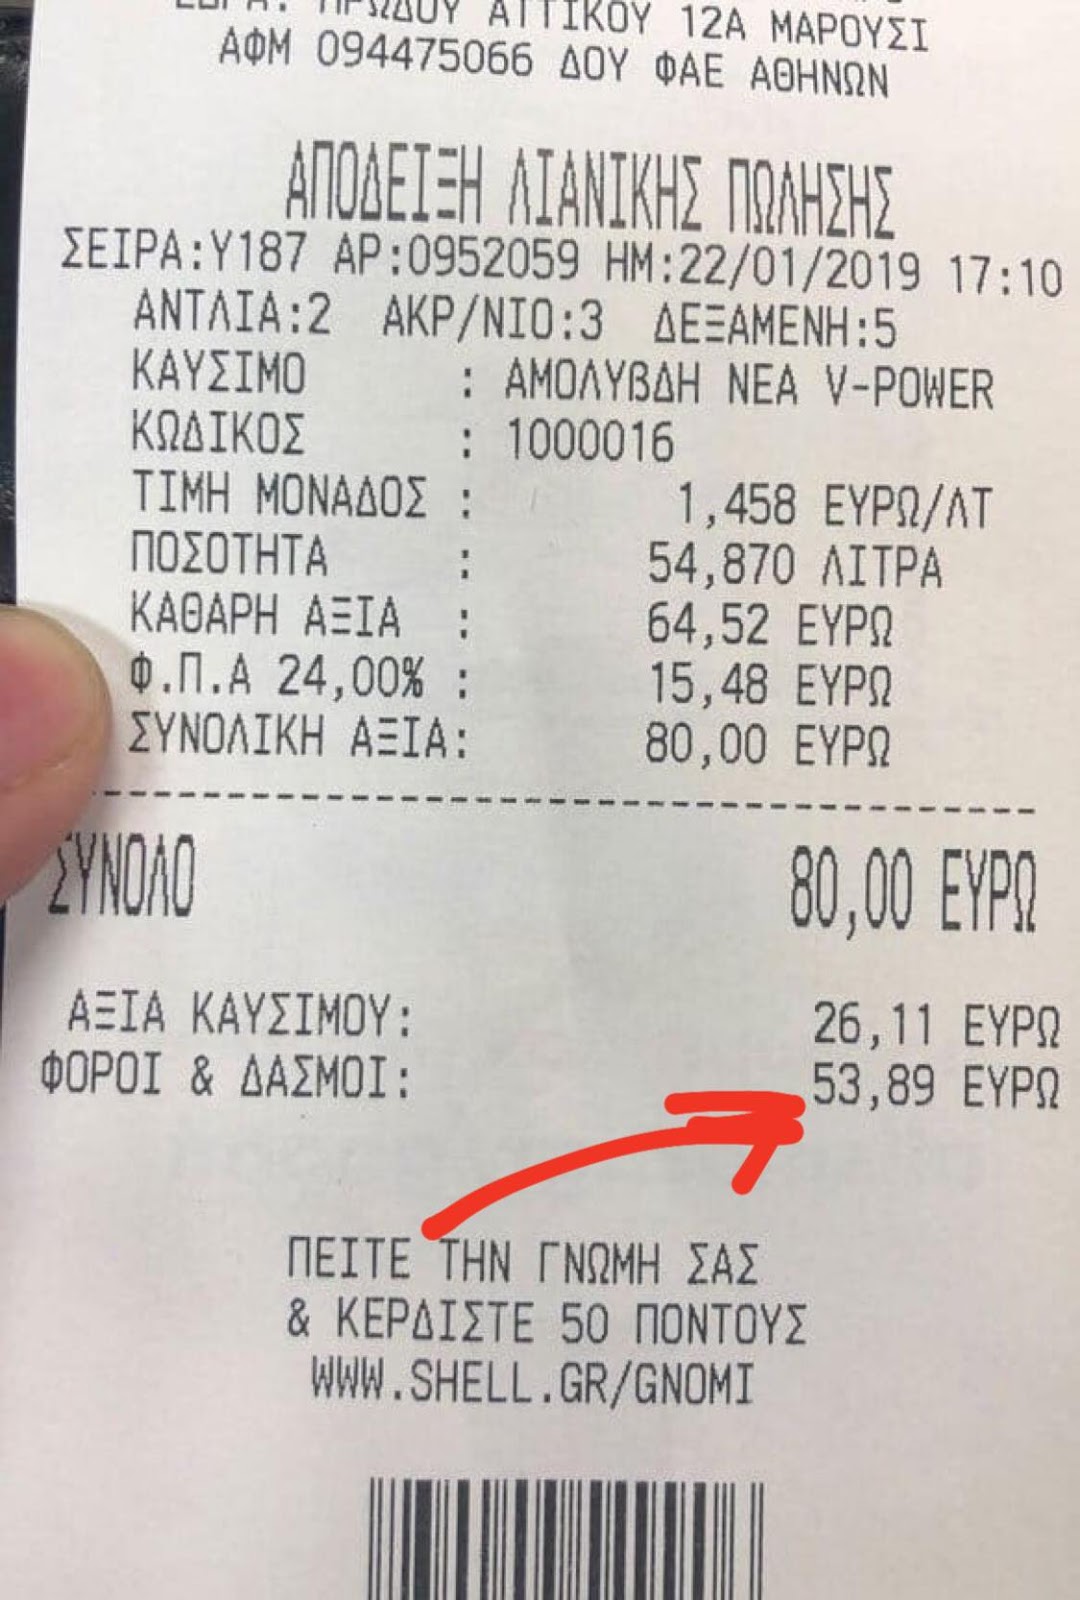 ΕΔΡΑ: ΗΡΩΔΟΥ ΑΤΤΙΚΟΥ 12Α ΜΑΡΟΥΣΙ
ΑΦΜ 094475066 ΔΟΥ ΦΑΕ ΑΘΗΝΩΝ
ΑΠΟΔΕΙΞΗ ΛΙΑΝΙΚΗΣ ΠΩΛΗΣΗΣ
ΣΕΙΡΑ:Υ187 ΑΡ:0952059 ΗΜ:22/01/2019 17:10
ΑΝΤΛΙΑ:2 ΑΚΡ/ΝΙΟ:3 ΔΕΞΑΜΕΝΗ:5
ΚΑΥΣΙΜΟ : ΑΜΟΛΥΒΔΗ ΝΕΑ V-POWER
ΚΩΔΙΚΟΣ : 1000016
ΤΙΜΗ ΜΟΝΑΔΟΣ : 1,458 ΕΥΡΩ/ΛΤ
ΠΟΣΟΤΗΤΑ : 54,870 ΛΙΤΡΑ
ΚΑΘΑΡΗ ΑΞΙΑ : 64,52 ΕΥΡΩ
Φ.Π.Α 24,00% : 15,48 ΕΥΡΩ
ΣΥΝΟΛΙΚΗ ΑΞΙΑ: 80,00 ΕΥΡΩ
ΣΥΝΟΛΟ 80,00 ΕΥΡΩ
ΑΞΙΑ ΚΑΥΣΙΜΟΥ: 26,11 ΕΥΡΩ
ΦΟΡΟΙ & ΔΑΣΜΟΙ: 53,89 ΕΥΡΩ
ΠΕΙΤΕ ΤΗΝ ΓΝΩΜΗ ΣΑΣ
& ΚΕΡΔΙΣΤΕ 50 ΠΟΝΤΟΥΣ
WWW.SHELL.GR/GNOMI